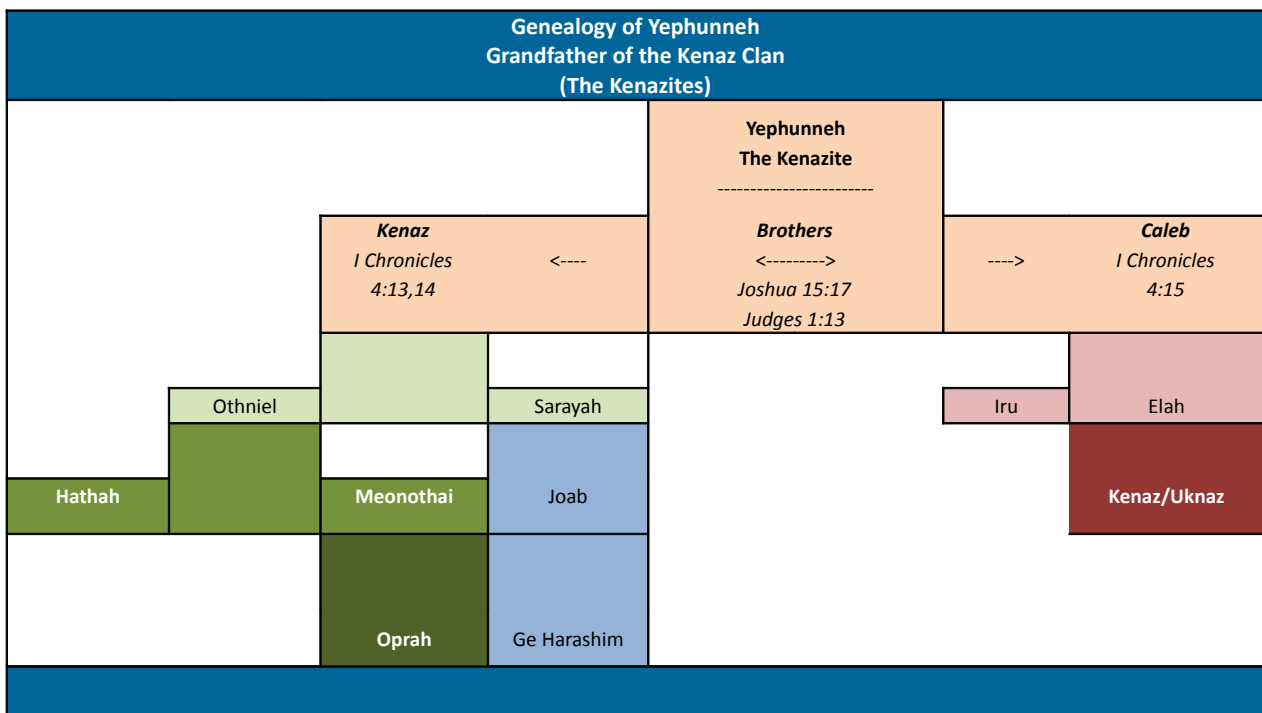 Genealogy of Yephunneh
Grandfather of the Kenaz Clan
(The Kenazites)
Yephunneh
The Kenazite
------------------------
Kenaz
I Chronicles
4:13,14
<----
Brothers
<--------->
Joshua 15:17
Judges 1:13
---->
Caleb
I Chronicles
4:15
Othniel
Sarayah
Iru
Elah
Hathah
Meonothai
Joab
Kenaz/Uknaz
Oprah
Ge Harashim